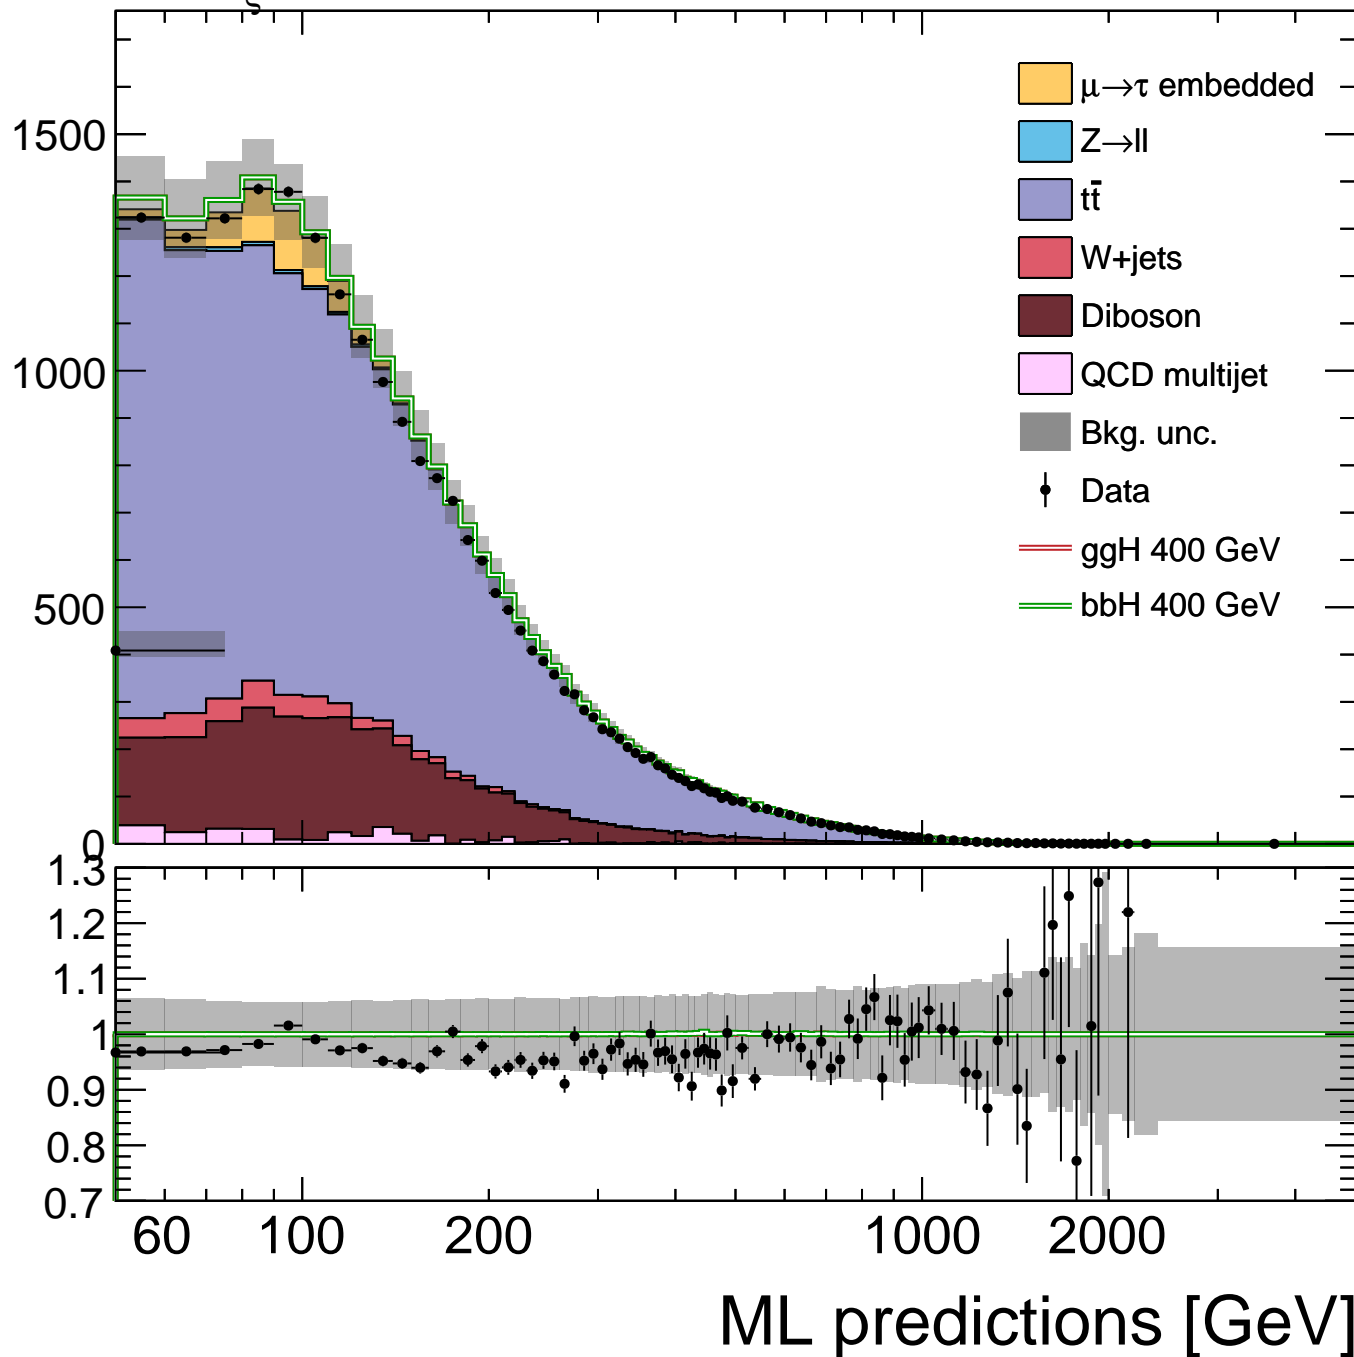 ξ
μ→τ embedded
Z→ll
tt̄
W+jets
Diboson
QCD multijet
Bkg. unc.
Data
ggH 400 GeV
bbH 400 GeV
1500
1000
500
0
1.3
1.2
1.1
1
0.9
0.8
0.7
60 100 200 1000 2000
ML predictions [GeV]